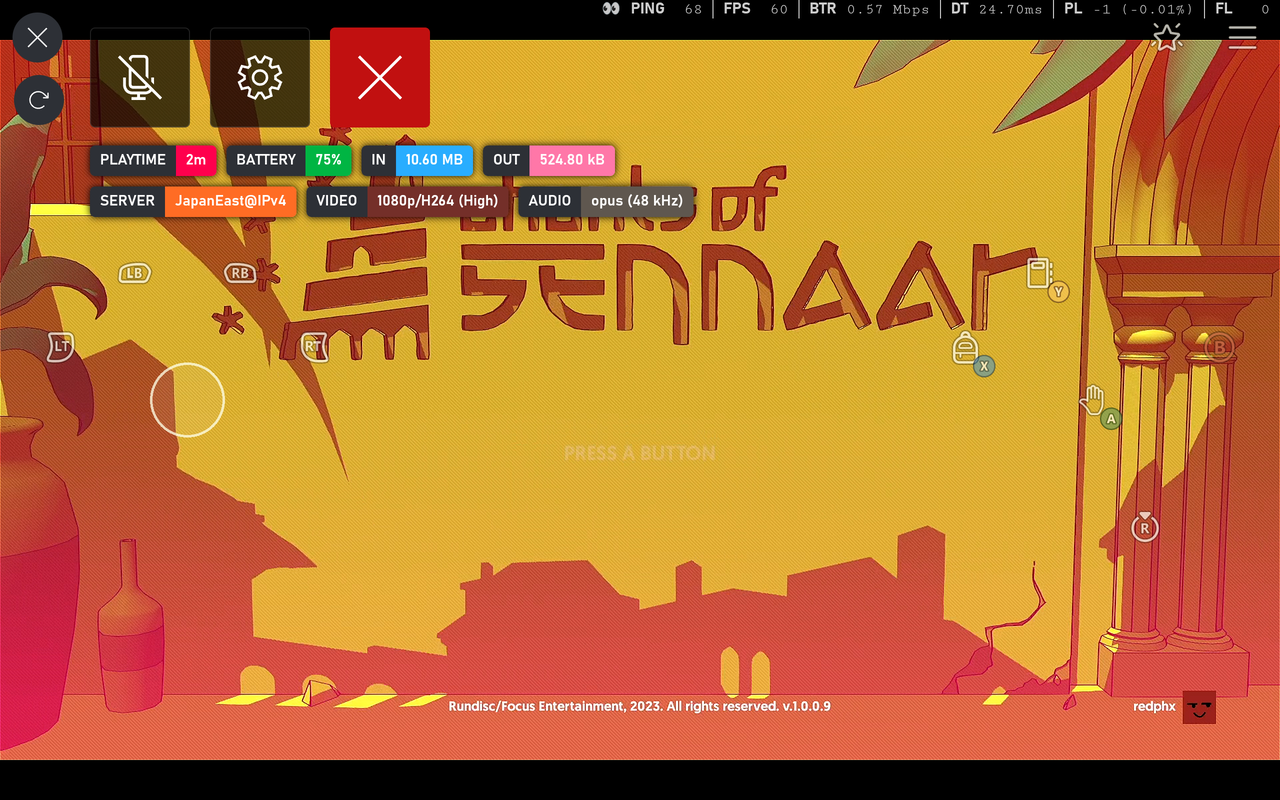 👀 PING 68 | FPS 60 | BTR 0.57 Mbps | DT 24.70ms | PL -1 (-0.01%) | FL 0
PLAYTIME 2m BATTERY 75% IN 10.60 MB OUT 524.80 kB
SERVER JapanEast@IPv4 VIDEO 1080p/H264 (High) AUDIO opus (48 kHz)
chants of
SENNAAR
LB RB
Y
LT RT B
X
A
PRESS A BUTTON
R
Rundisc/Focus Entertainment, 2023. All rights reserved. v.1.0.0.9
redphx